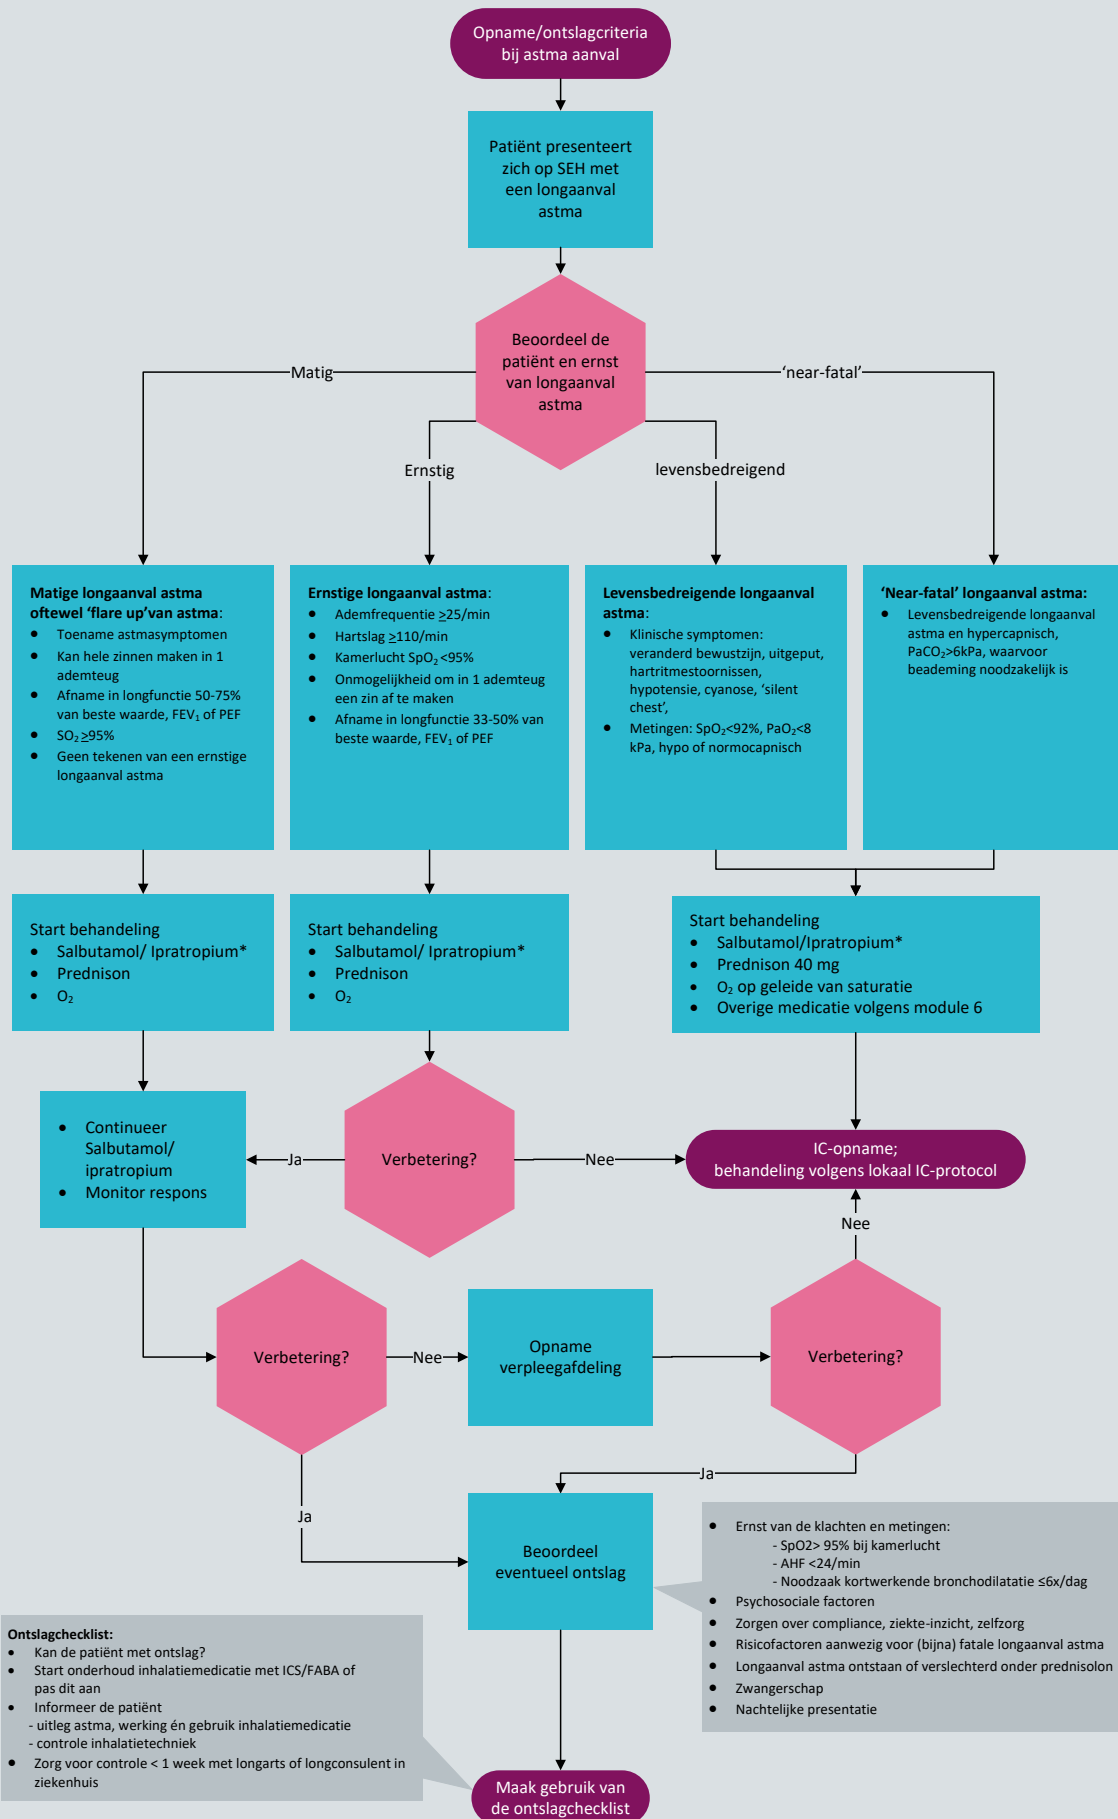 Opname/ontslagcriteria
bij astma aanval
Patiënt presenteert
zich op SEH met
een longaanval
astma
Beoordeel de
patiënt en ernst
van longaanval
astma
Matig
‘near-fatal’
Ernstig
levensbedreigend
Matige longaanval astma
oftewel ‘flare up’van astma:
● Toename astmasymptomen
● Kan hele zinnen maken in 1
ademteug
● Afname in longfunctie 50-75%
van beste waarde, FEV₁ of PEF
● SO₂ ≥95%
● Geen tekenen van een ernstige
longaanval astma
Ernstige longaanval astma:
● Ademfrequentie ≥25/min
● Hartslag ≥110/min
● Kamerlucht SpO₂ <95%
● Onmogelijkheid om in 1 ademteug
een zin af te maken
● Afname in longfunctie 33-50% van
beste waarde, FEV₁ of PEF
Levensbedreigende longaanval
astma:
● Klinische symptomen:
veranderd bewustzijn, uitgeput,
hartritmestoornissen,
hypotensie, cyanose, ‘silent
chest’,
● Metingen: SpO₂<92%, PaO₂<8
kPa, hypo of normocapnisch
‘Near-fatal’ longaanval astma:
● Levensbedreigende longaanval
astma en hypercapnisch,
PaCO₂>6kPa, waarvoor
beademing noodzakelijk is
Start behandeling
● Salbutamol/ Ipratropium*
● Prednison
● O₂
Start behandeling
● Salbutamol/ Ipratropium*
● Prednison
● O₂
Start behandeling
● Salbutamol/Ipratropium*
● Prednison 40 mg
● O₂ op geleide van saturatie
● Overige medicatie volgens module 6
● Continueer
Salbutamol/
ipratropium
● Monitor respons
Ja
Verbetering?
Nee
IC-opname;
behandeling volgens lokaal IC-protocol
Nee
Verbetering?
Nee
Opname
verpleegafdeling
Verbetering?
Ja
Ja
Beoordeel
eventueel ontslag
● Ernst van de klachten en metingen:
- SpO2> 95% bij kamerlucht
- AHF <24/min
- Noodzaak kortwerkende bronchodilatatie ≤6x/dag
● Psychosociale factoren
● Zorgen over compliance, ziekte-inzicht, zelfzorg
● Risicofactoren aanwezig voor (bijna) fatale longaanval astma
● Longaanval astma ontstaan of verslechterd onder prednisolon
● Zwangerschap
● Nachtelijke presentatie
Ontslagchecklist:
● Kan de patiënt met ontslag?
● Start onderhoud inhalatiemedicatie met ICS/FABA of
pas dit aan
● Informeer de patiënt
- uitleg astma, werking én gebruik inhalatiemedicatie
- controle inhalatietechniek
● Zorg voor controle < 1 week met longarts of longconsulent in
ziekenhuis
Maak gebruik van
de ontslagchecklist